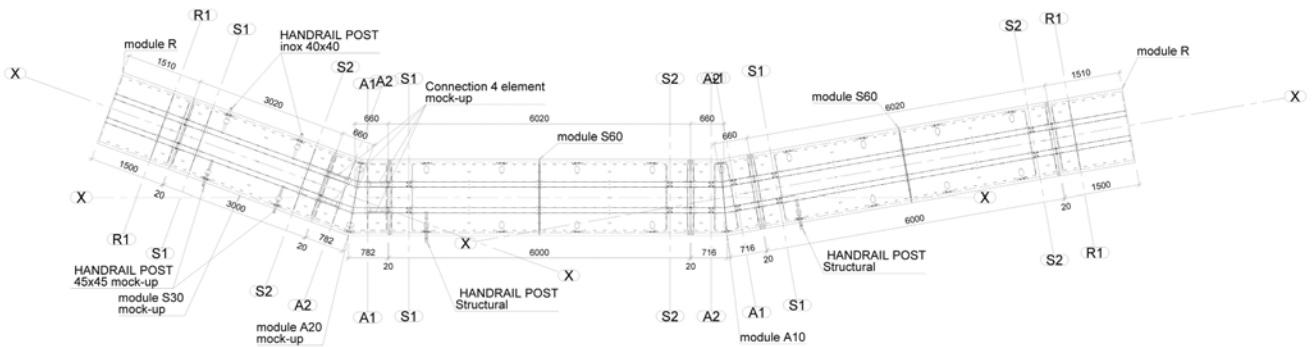 R1
S1
HANDRAIL POST
inox 40x40
module R
X
1510
3020
S2
A1
A2
S1
Connection 4 element
mock-up
660
660
6020
module S60
S2
A2
660
660
S1
module S60
6020
S2
R1
1510
module R
X
1500
20
3000
20
782
X
R1
S1
HANDRAIL POST
45x45 mock-up
module S30
mock-up
S2
A2
module A20
mock-up
782
20
A1
S1
HANDRAIL POST
Structural
6000
X
X
20
S2
716
A2
716
20
A1
S1
module A10
HANDRAIL POST
Structural
6000
X
20
1500
S2
R1